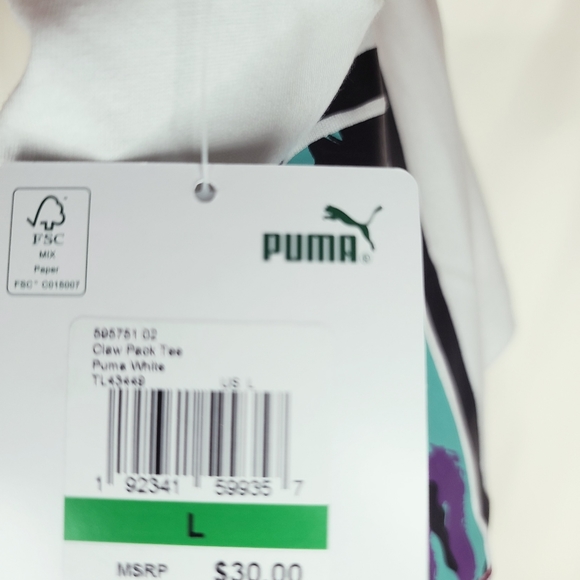 FSC
MIX
Paper
FSC® C016007
PUMA
595751 02
Claw Pack Tee
Puma White
TL43449
US L
1 92341 59935 7
L
MSRP $30.00